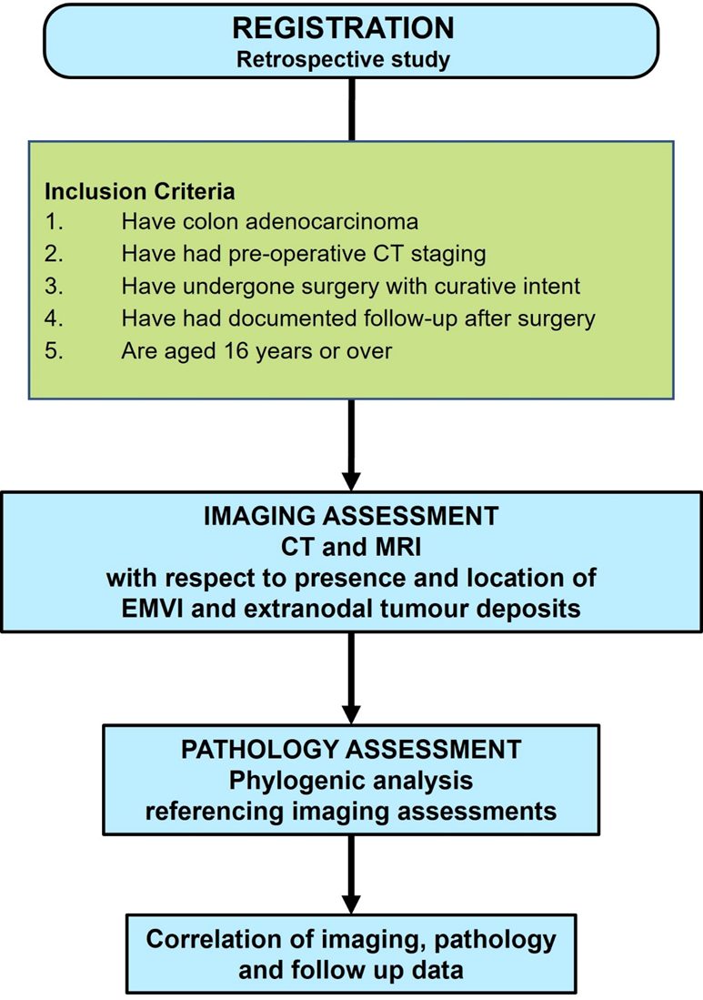 REGISTRATION
Retrospective study
Inclusion Criteria
1. Have colon adenocarcinoma
2. Have had pre-operative CT staging
3. Have undergone surgery with curative intent
4. Have had documented follow-up after surgery
5. Are aged 16 years or over
IMAGING ASSESSMENT
CT and MRI
with respect to presence and location of
EMVI and extranodal tumour deposits
PATHOLOGY ASSESSMENT
Phylogenic analysis
referencing imaging assessments
Correlation of imaging, pathology
and follow up data